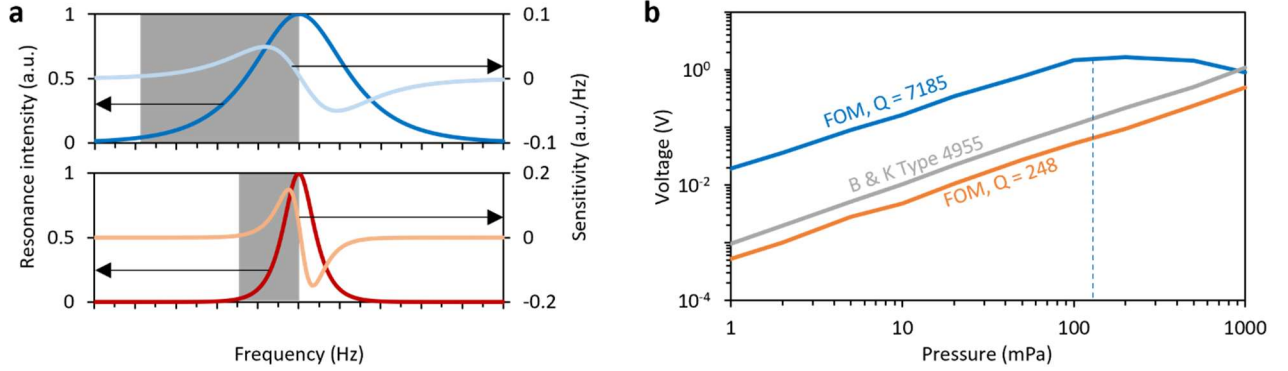 a
b
Resonance intensity (a.u.)
1
0.5
0
0.1
0
-0.1
1
0.5
0
0.2
0
-0.2
Sensitivity (a.u./Hz)
Frequency (Hz)
Voltage (V)
10⁰
10⁻²
10⁻⁴
FOM, Q = 7185
B & K Type 4955
FOM, Q = 248
1
10
100
1000
Pressure (mPa)